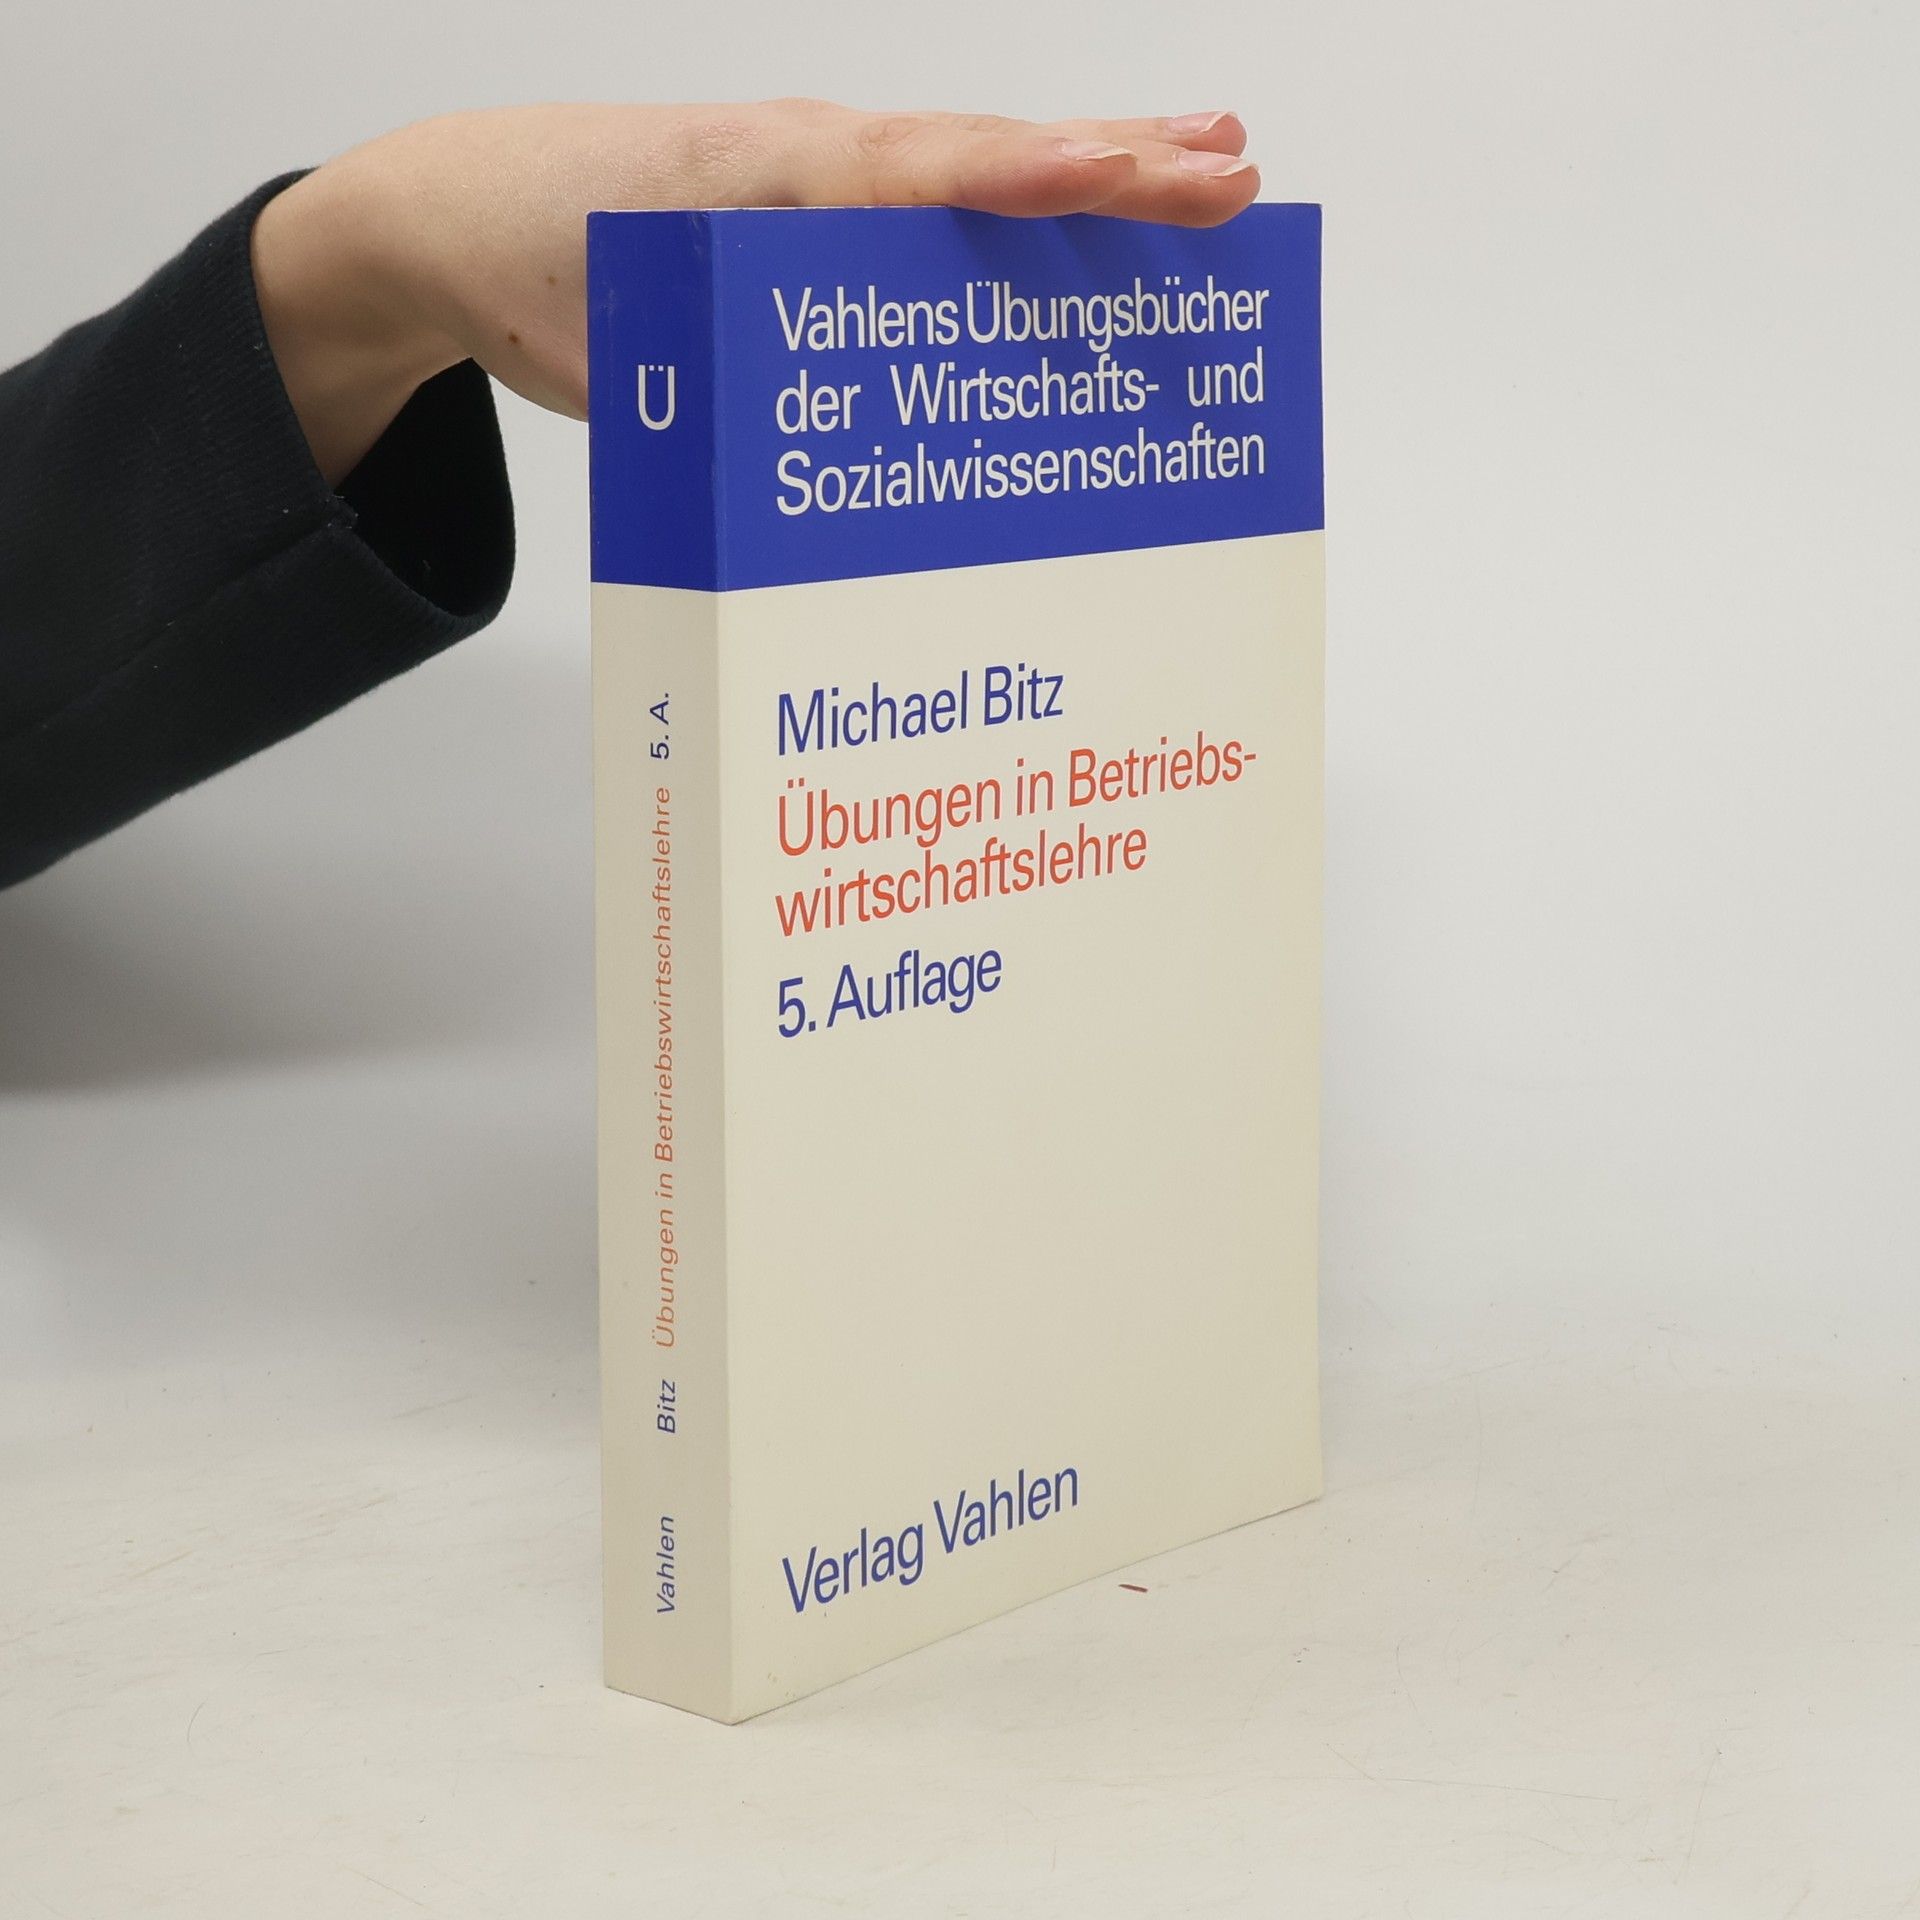 Ü
Vahlens Übungsbücher
der Wirtschafts- und
Sozialwissenschaften
Michael Bitz
Übungen in Betriebs-
wirtschaftslehre
5. Auflage
Verlag Vahlen
Vahlen Bitz Übungen in Betriebswirtschaftslehre 5. A.